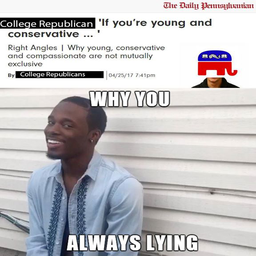 The Daily Pennsylvanian
College Republican 'If you're young and
conservative ... '
Right Angles | Why young, conservative
and compassionate are not mutually
exclusive
By College Republicans | 04/25/17 7:41pm
WHY YOU
ALWAYS LYING